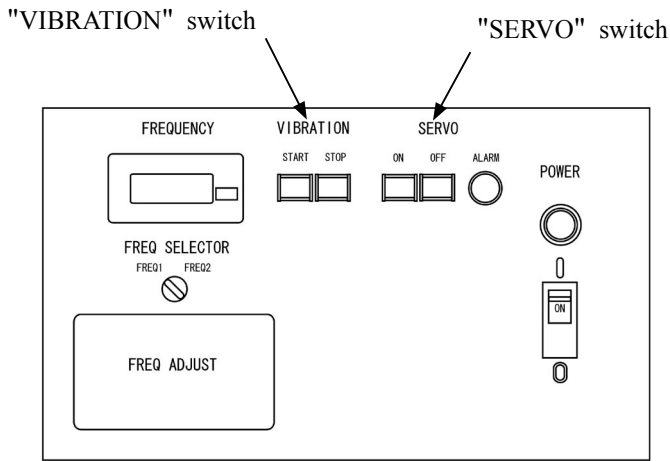 "VIBRATION" switch
"SERVO" switch
FREQUENCY
VIBRATION
SERVO
START STOP
ON OFF ALARM
POWER
FREQ SELECTOR
FREQ1 FREQ2
ON
FREQ ADJUST